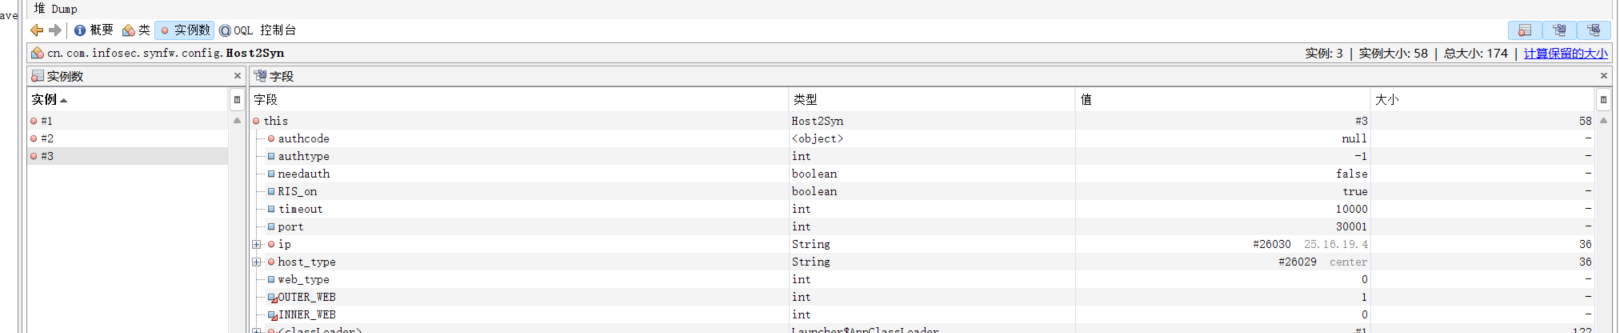 堆 Dump
ave
概要 类 实例数 OQL 控制台
cn.com.infosec.synfw.config.Host2Syn 实例: 3 | 实例大小: 58 | 总大小: 174 | 计算保留的大小
实例数 × 字段 ×
实例 字段 类型 值 大小
#1 this Host2Syn #3 58
#2 authcode <object> null -
#3 authtype int -1 -
needauth boolean false -
RIS_on boolean true -
timeout int 10000 -
port int 30001 -
ip String #26030 25.16.19.4 36
host_type String #26029 center 36
web_type int 0 -
OUTER_WEB int 1 -
INNER_WEB int 0 -
<classLoader> Launcher$AppClassLoader #1 122